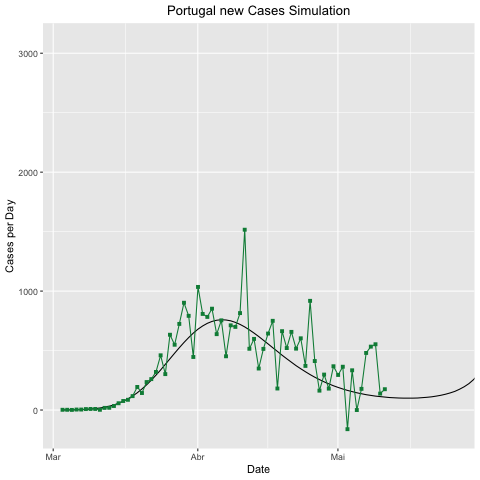 Portugal new Cases Simulation
3000
2000
1000
0
Cases per Day
Mar
Abr
Mai
Date